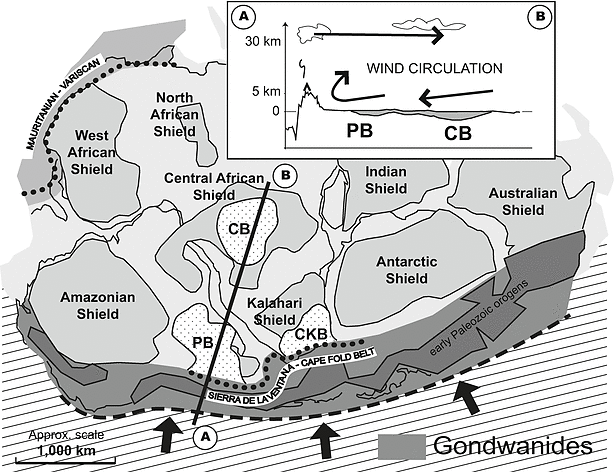 A
B
30 km
WIND CIRCULATION
5 km
0
PB
CB
MAURITANIAN - VARISCAN
North
African
Shield
West
African
Shield
Central African
Shield
B
Indian
Shield
Australian
Shield
CB
Antarctic
Shield
Amazonian
Shield
Kalahari
Shield
PB
CKB
early Paleozoic orogens
SIERRA DE LA VENTANA - CAPE FOLD BELT
A
Approx. scale
1,000 km
Gondwanides